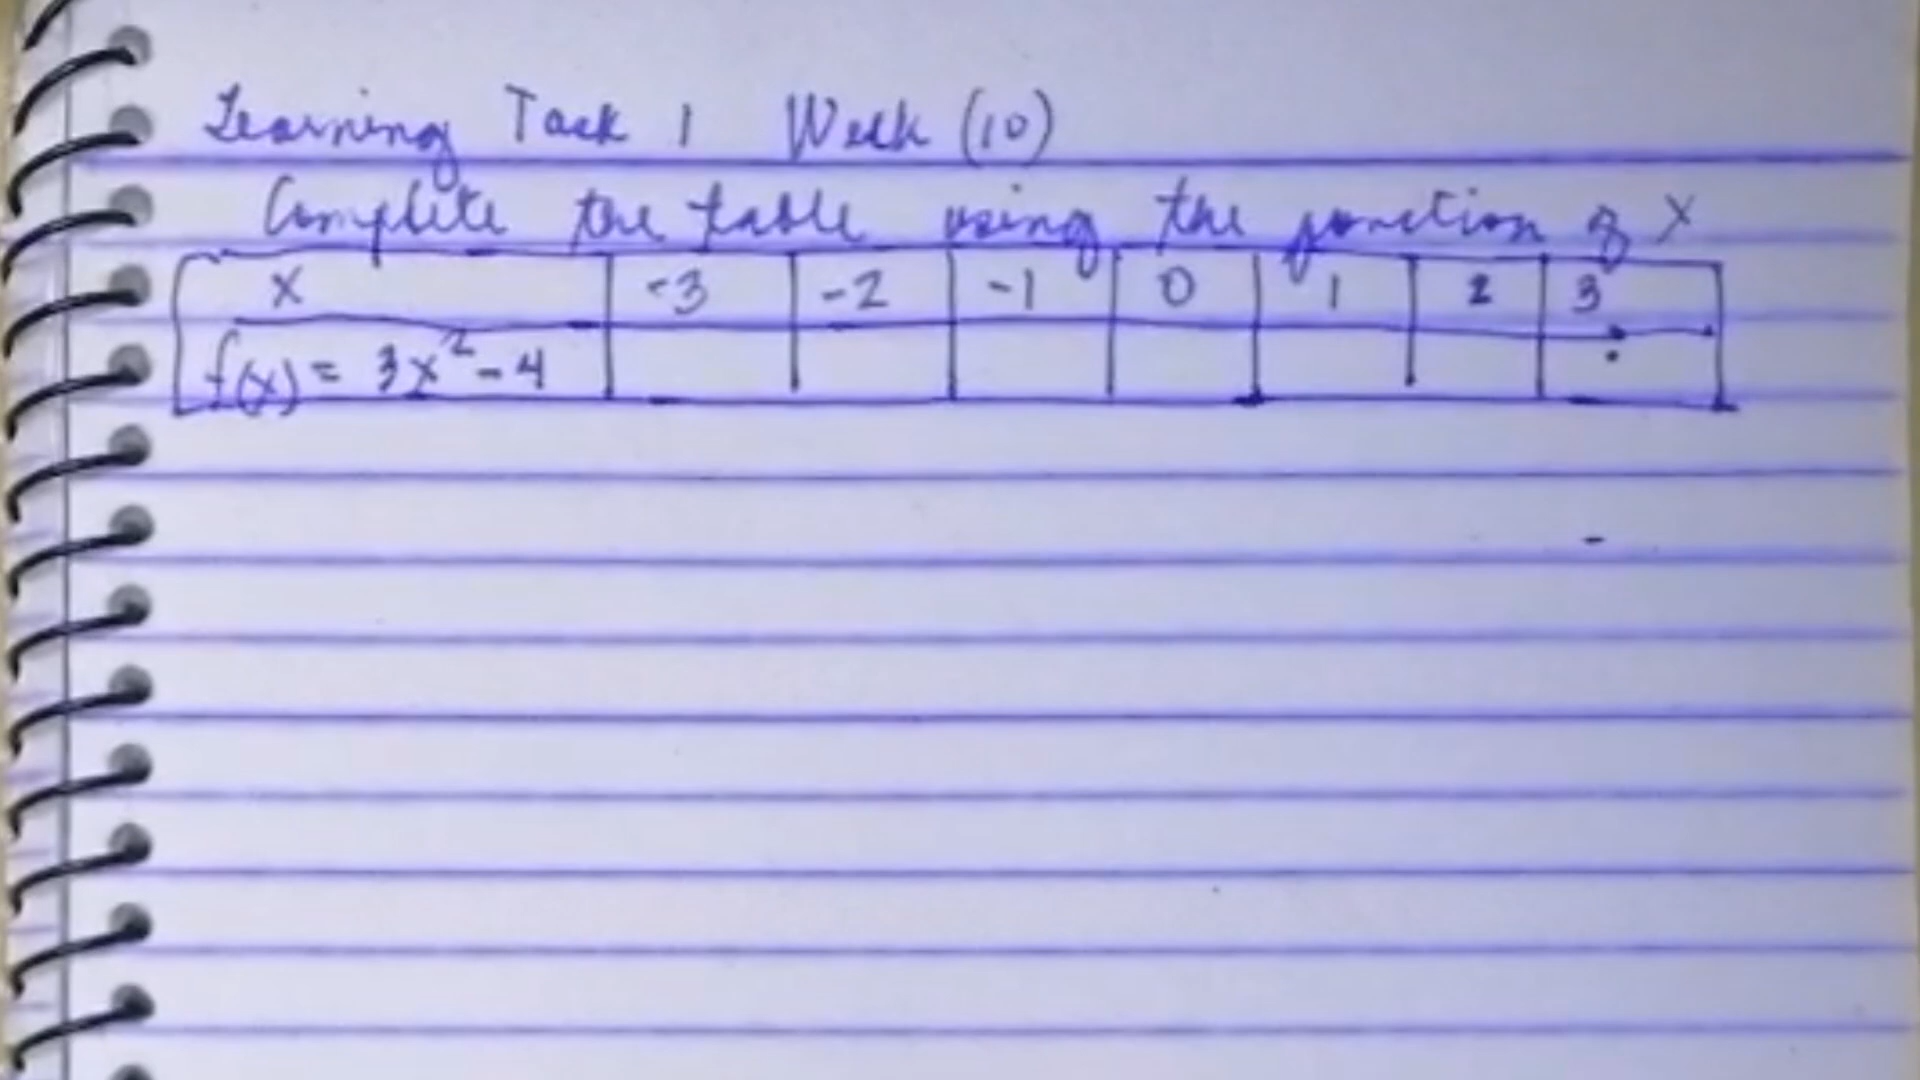 Learning Task 1 Week (10)
Complete the table using the function of x
x -3 -2 -1 0 1 2 3
f(x) = 3x² - 4